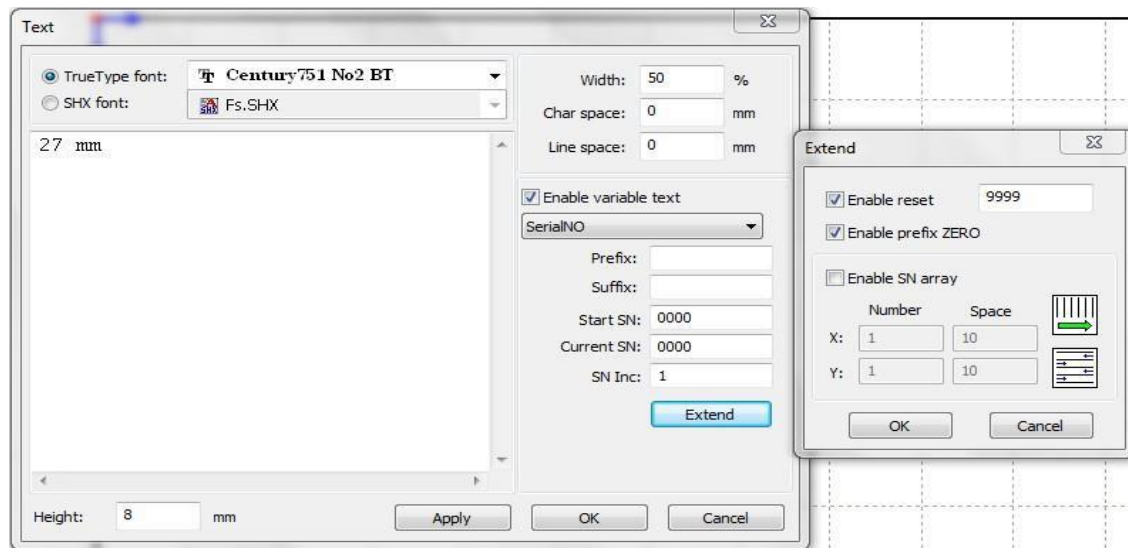 Text
TrueType font: Century751 No2 BT
SHX font: Fs.SHX
27 mm
Width: 50 %
Char space: 0 mm
Line space: 0 mm
Enable variable text
SerialNO
Prefix:
Suffix:
Start SN: 0000
Current SN: 0000
SN Inc: 1
Extend
Height: 8 mm
Apply
OK
Cancel
Extend
Enable reset 9999
Enable prefix ZERO
Enable SN array
Number Space
X: 1 10
Y: 1 10
OK Cancel